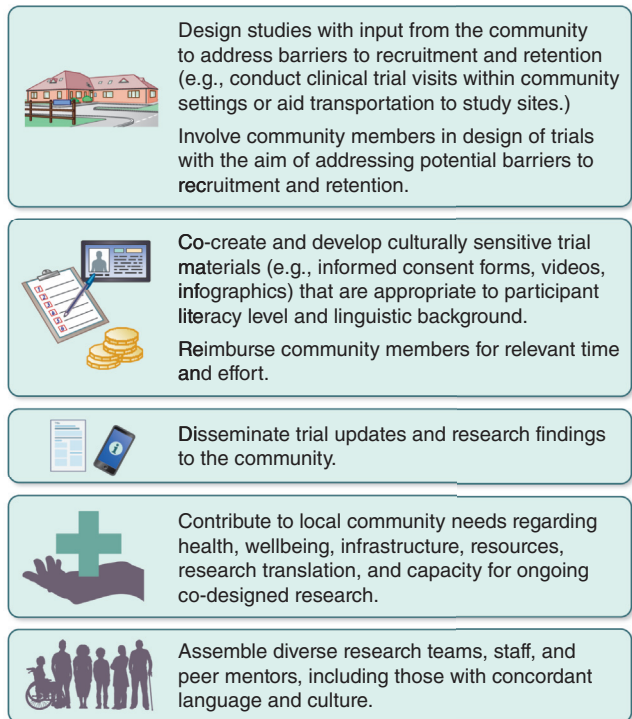 Design studies with input from the community
to address barriers to recruitment and retention
(e.g., conduct clinical trial visits within community
settings or aid transportation to study sites.)
Involve community members in design of trials
with the aim of addressing potential barriers to
recruitment and retention.
Co-create and develop culturally sensitive trial
materials (e.g., informed consent forms, videos,
infographics) that are appropriate to participant
literacy level and linguistic background.
Reimburse community members for relevant time
and effort.
Disseminate trial updates and research findings
to the community.
Contribute to local community needs regarding
health, wellbeing, infrastructure, resources,
research translation, and capacity for ongoing
co-designed research.
Assemble diverse research teams, staff, and
peer mentors, including those with concordant
language and culture.